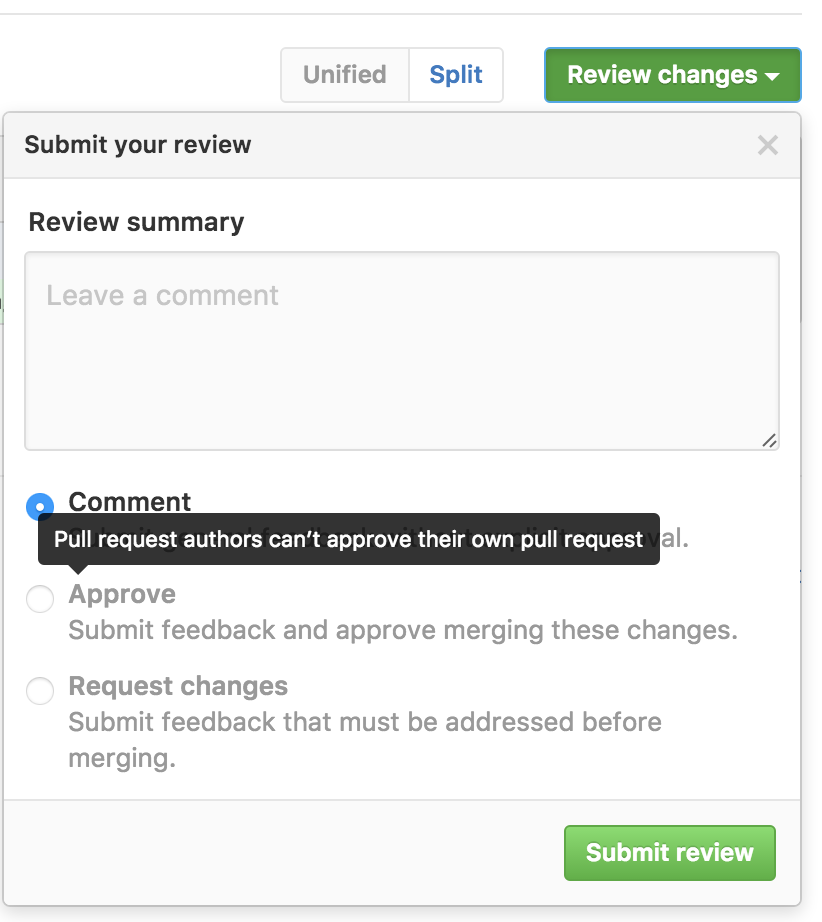 Unified Split Review changes
Submit your review
Review summary
Leave a comment
Comment
Pull request authors can't approve their own pull request
Approve
Submit feedback and approve merging these changes.
Request changes
Submit feedback that must be addressed before
merging.
Submit review